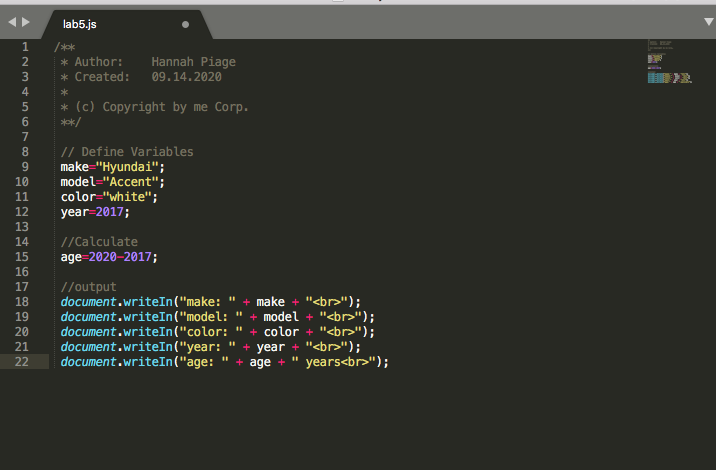 lab5.js
1 /**
2 * Author: Hannah Piage
3 * Created: 09.14.2020
4 *
5 * (c) Copyright by me Corp.
6 **/
7
8 // Define Variables
9 make="Hyundai";
10 model="Accent";
11 color="white";
12 year=2017;
13
14 //Calculate
15 age=2020-2017;
16
17 //output
18 document.writeIn("make: " + make + "<br>");
19 document.writeIn("model: " + model + "<br>");
20 document.writeIn("color: " + color + "<br>");
21 document.writeIn("year: " + year + "<br>");
22 document.writeIn("age: " + age + " years<br>");